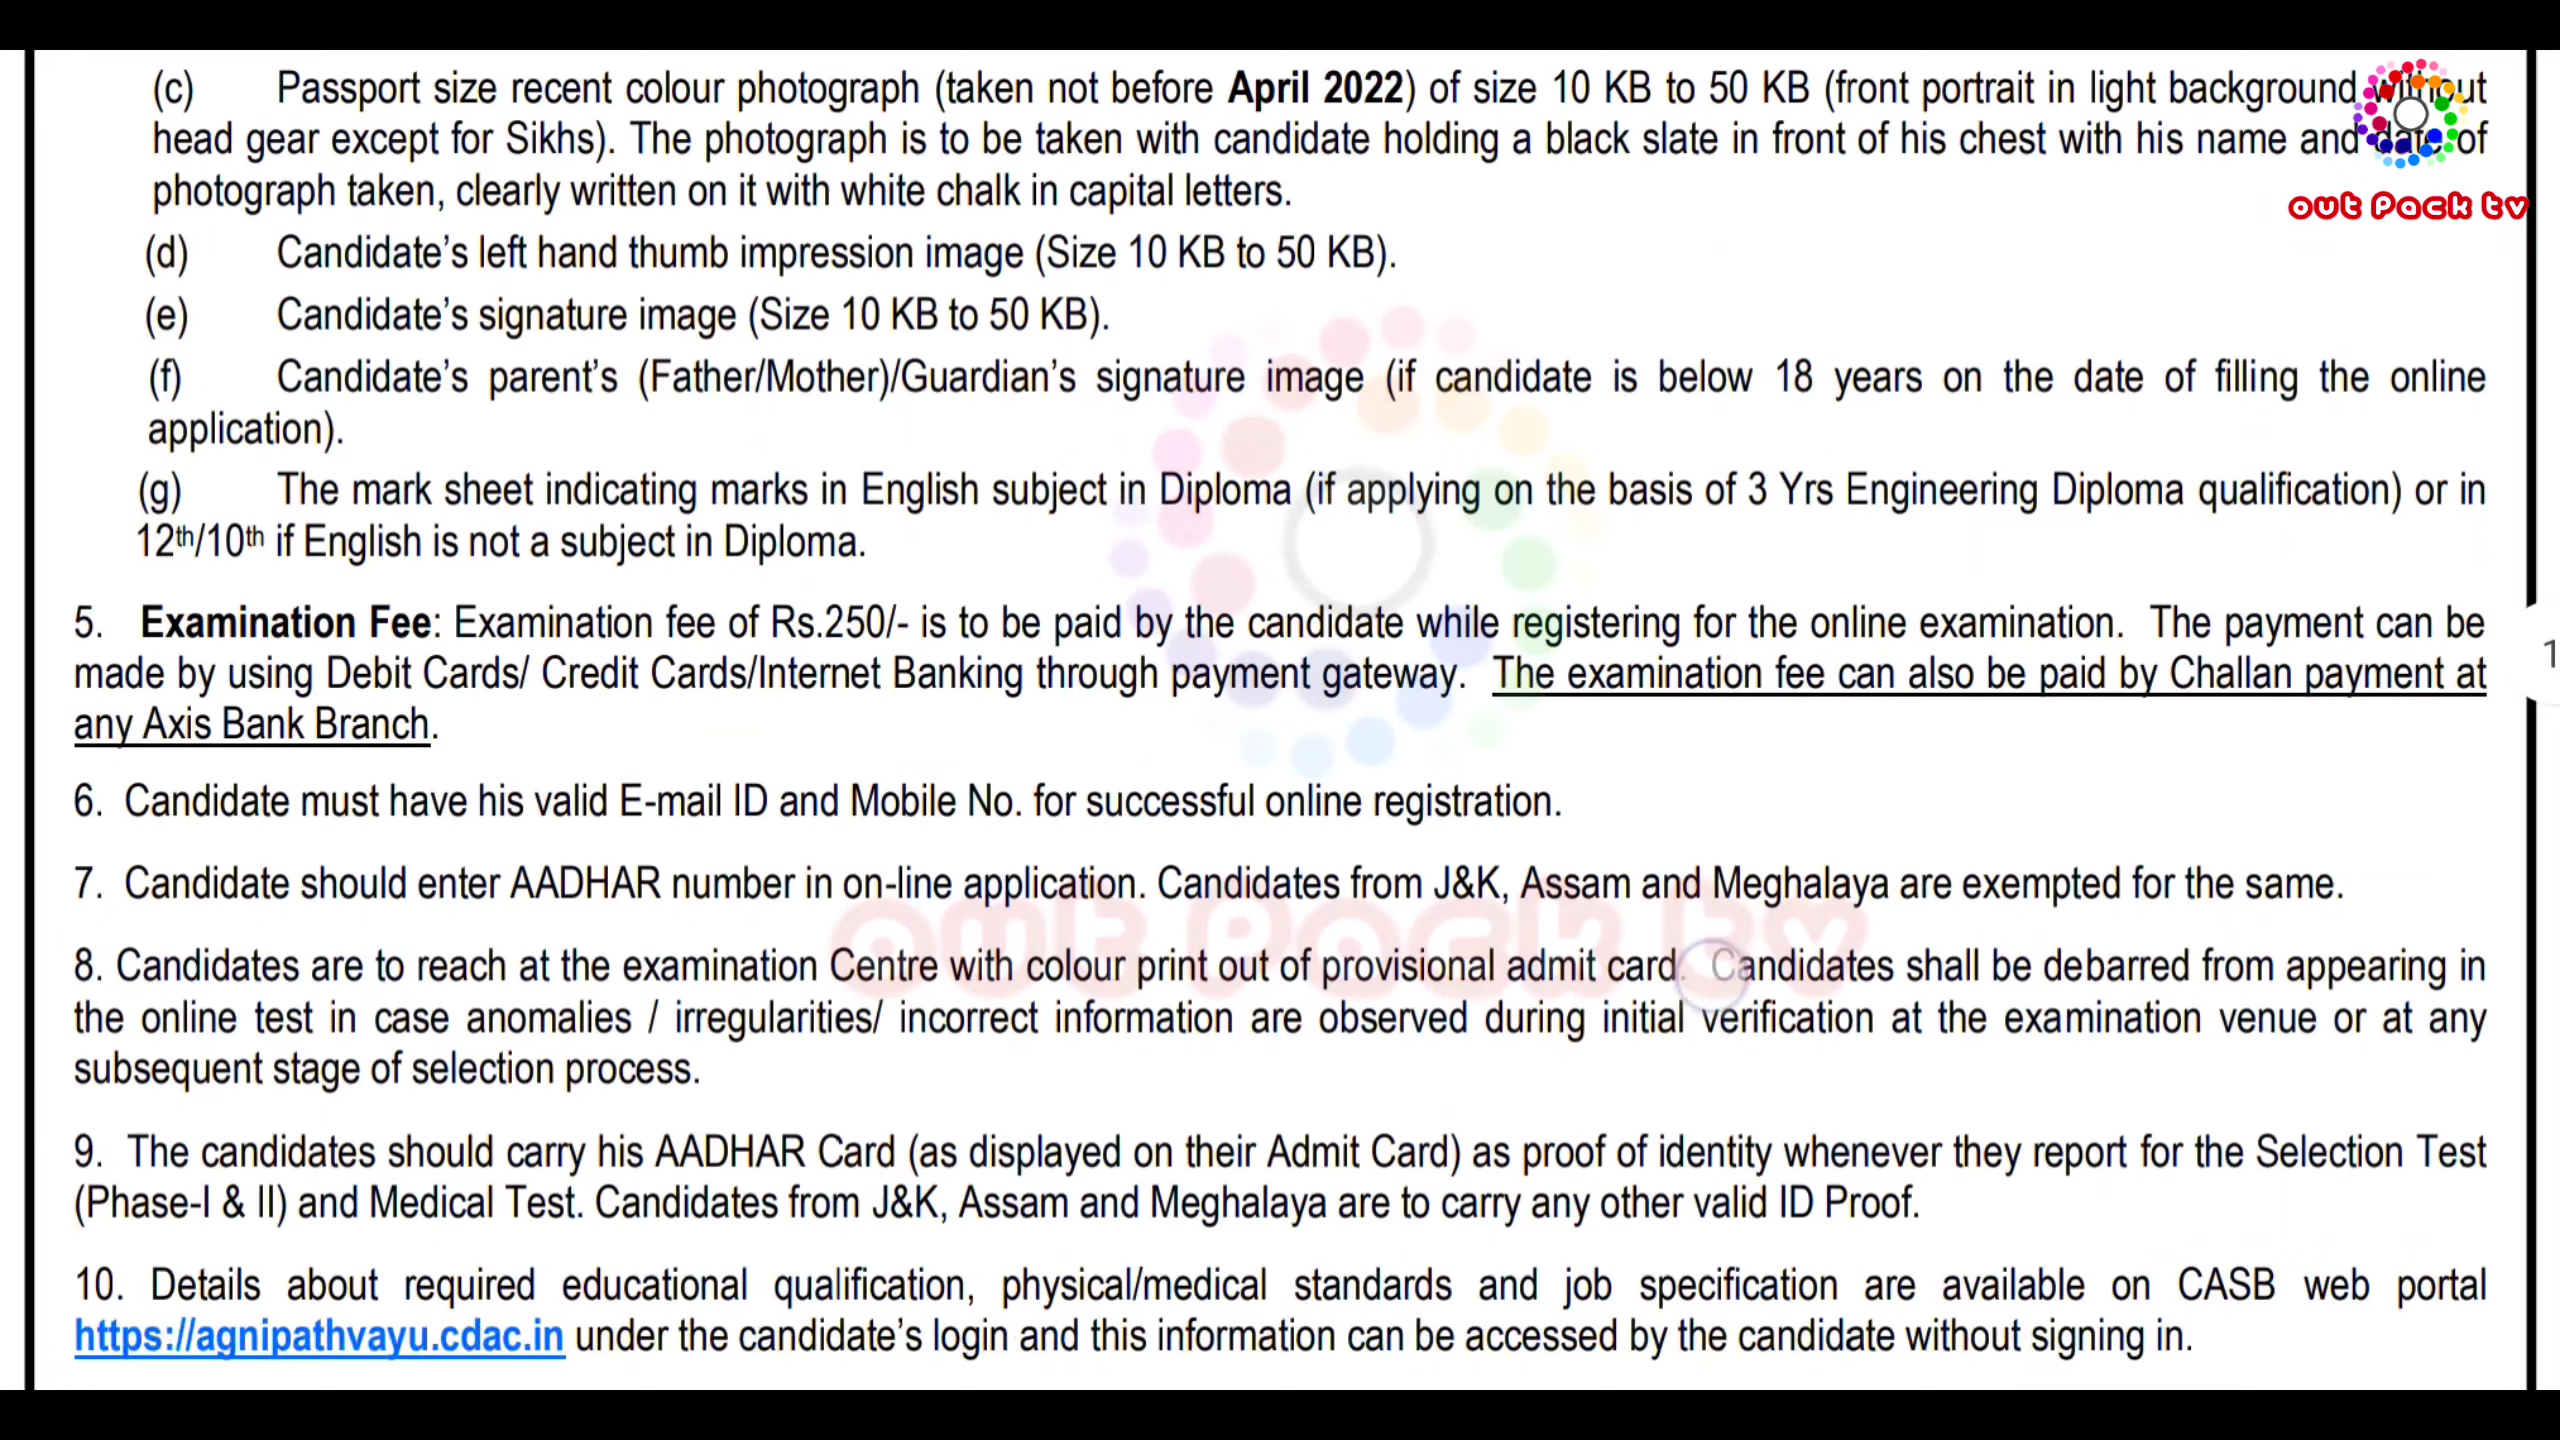 (c) Passport size recent colour photograph (taken not before April 2022) of size 10 KB to 50 KB (front portrait in light background without
head gear except for Sikhs). The photograph is to be taken with candidate holding a black slate in front of his chest with his name and date of
photograph taken, clearly written on it with white chalk in capital letters.
out Pack tv
(d) Candidate's left hand thumb impression image (Size 10 KB to 50 KB).
(e) Candidate's signature image (Size 10 KB to 50 KB).
(f) Candidate's parent's (Father/Mother)/Guardian's signature image (if candidate is below 18 years on the date of filling the online
application).
(g) The mark sheet indicating marks in English subject in Diploma (if applying on the basis of 3 Yrs Engineering Diploma qualification) or in
12th/10th if English is not a subject in Diploma.
5. Examination Fee: Examination fee of Rs.250/- is to be paid by the candidate while registering for the online examination. The payment can be
made by using Debit Cards/ Credit Cards/Internet Banking through payment gateway. The examination fee can also be paid by Challan payment at
any Axis Bank Branch.
1
6. Candidate must have his valid E-mail ID and Mobile No. for successful online registration.
7. Candidate should enter AADHAR number in on-line application. Candidates from J&K, Assam and Meghalaya are exempted for the same.
out Pack tv
8. Candidates are to reach at the examination Centre with colour print out of provisional admit card. Candidates shall be debarred from appearing in
the online test in case anomalies / irregularities/ incorrect information are observed during initial verification at the examination venue or at any
subsequent stage of selection process.
9. The candidates should carry his AADHAR Card (as displayed on their Admit Card) as proof of identity whenever they report for the Selection Test
(Phase-I & II) and Medical Test. Candidates from J&K, Assam and Meghalaya are to carry any other valid ID Proof.
10. Details about required educational qualification, physical/medical standards and job specification are available on CASB web portal
https://agnipathvayu.cdac.in under the candidate's login and this information can be accessed by the candidate without signing in.